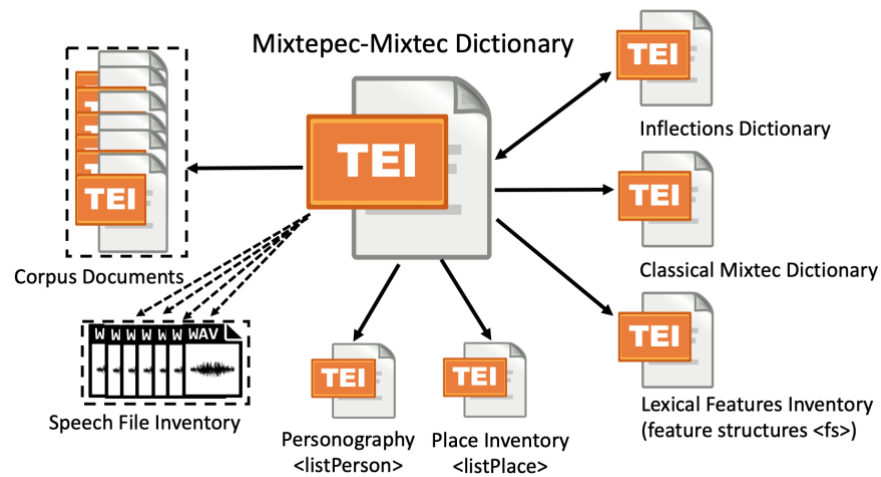 Mixtepec-Mixtec Dictionary
TEI
TEI
TEI
Inflections Dictionary
TEI
Classical Mixtec Dictionary
TEI
Lexical Features Inventory
(feature structures <fs>)
Corpus Documents
W W W W W W WAV
Speech File Inventory
TEI
Personography
<listPerson>
TEI
Place Inventory
<listPlace>